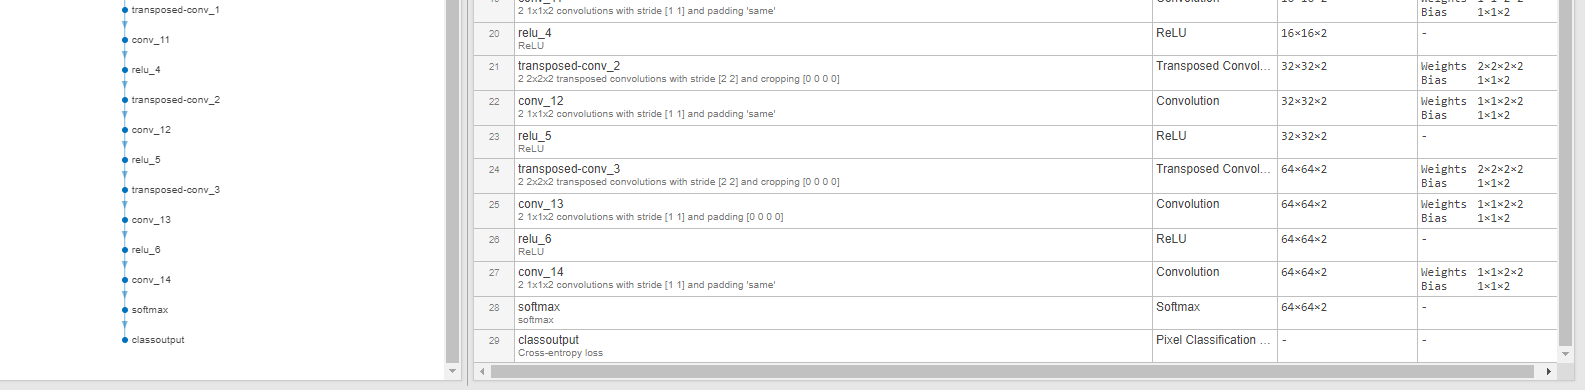 transposed-conv_1
conv_11
relu_4
transposed-conv_2
conv_12
relu_5
transposed-conv_3
conv_13
relu_6
conv_14
softmax
classoutput
2 1x1x2 convolutions with stride [1 1] and padding 'same'
Bias 1×1×2
20 relu_4 ReLU 16×16×2 -
ReLU
21 transposed-conv_2 Transposed Convol... 32×32×2 Weights 2×2×2×2
2 2x2x2 transposed convolutions with stride [2 2] and cropping [0 0 0 0] Bias 1×1×2
22 conv_12 Convolution 32×32×2 Weights 1×1×2×2
2 1x1x2 convolutions with stride [1 1] and padding 'same' Bias 1×1×2
23 relu_5 ReLU 32×32×2 -
ReLU
24 transposed-conv_3 Transposed Convol... 64×64×2 Weights 2×2×2×2
2 2x2x2 transposed convolutions with stride [2 2] and cropping [0 0 0 0] Bias 1×1×2
25 conv_13 Convolution 64×64×2 Weights 1×1×2×2
2 1x1x2 convolutions with stride [1 1] and padding [0 0 0 0] Bias 1×1×2
26 relu_6 ReLU 64×64×2 -
ReLU
27 conv_14 Convolution 64×64×2 Weights 1×1×2×2
2 1x1x2 convolutions with stride [1 1] and padding 'same' Bias 1×1×2
28 softmax Softmax 64×64×2 -
softmax
29 classoutput Pixel Classification ... - -
Cross-entropy loss